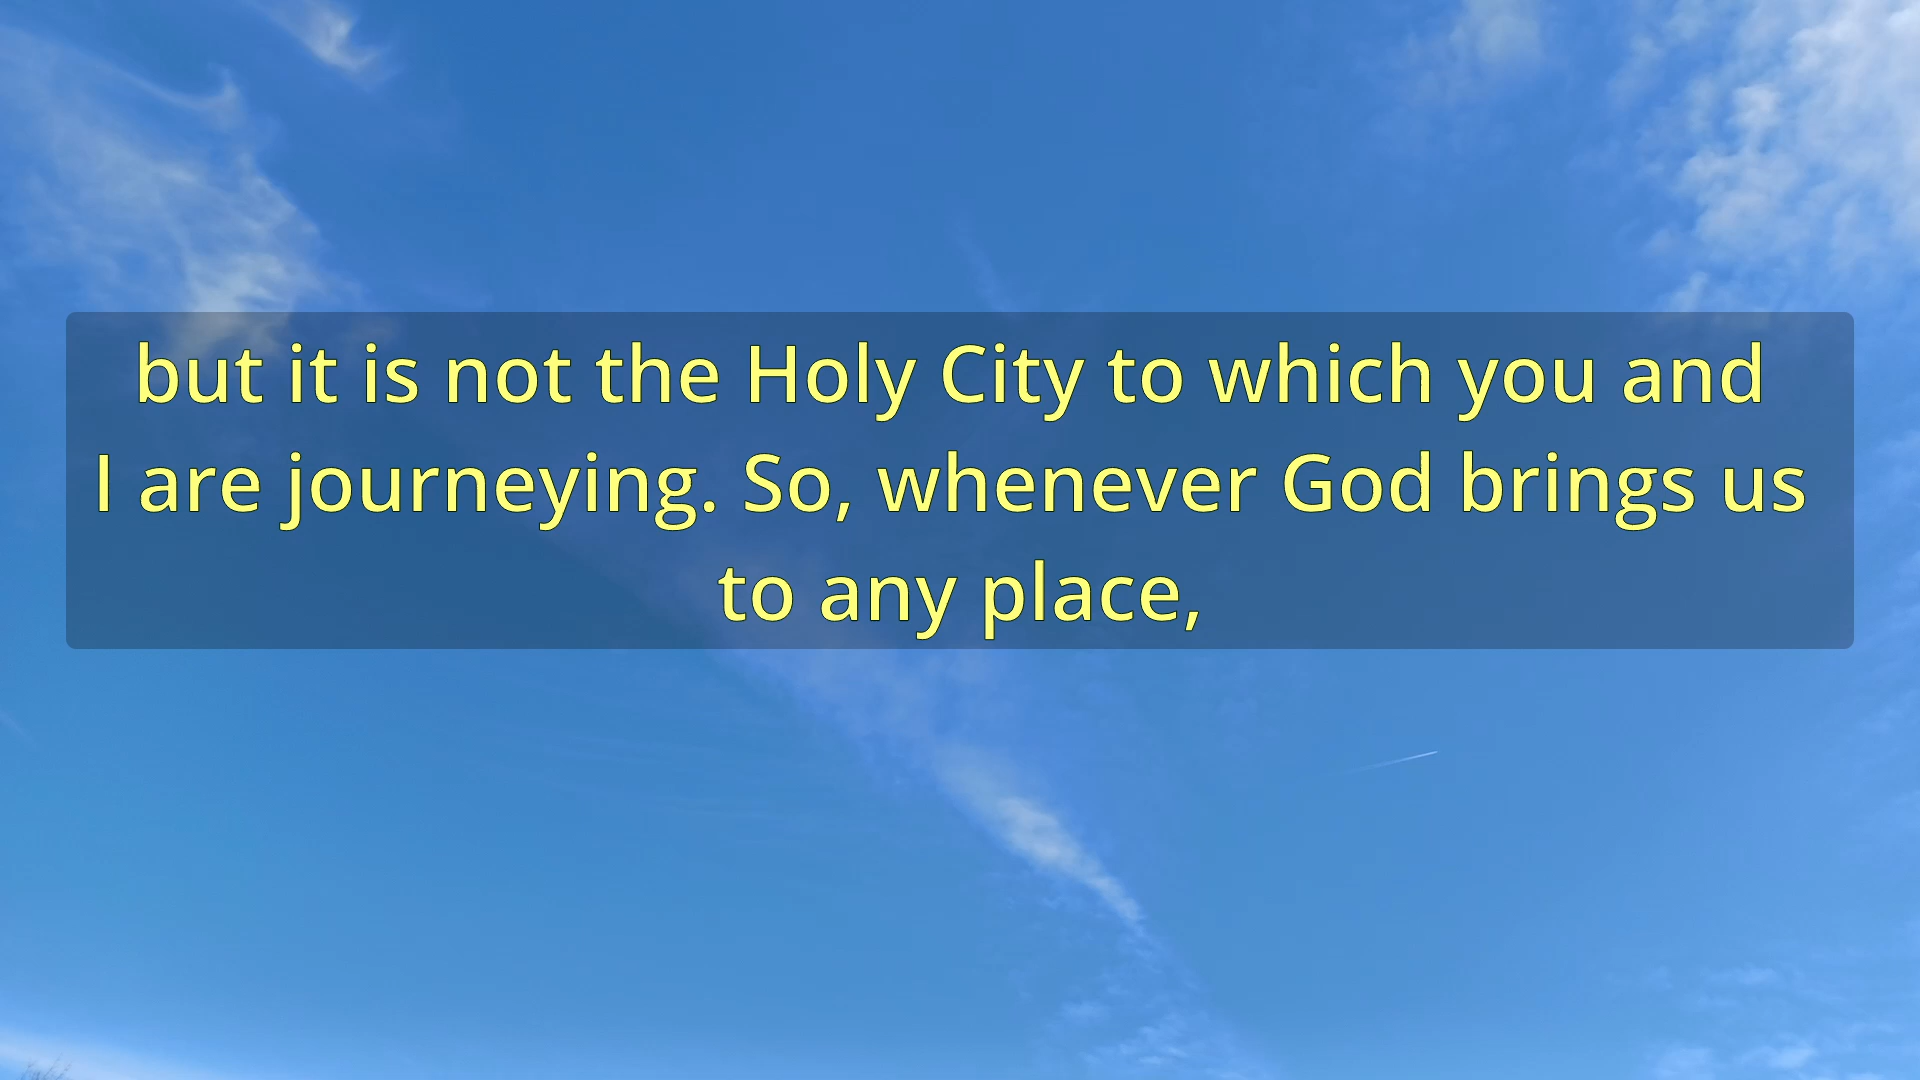 but it is not the Holy City to which you and
I are journeying. So, whenever God brings us
to any place,